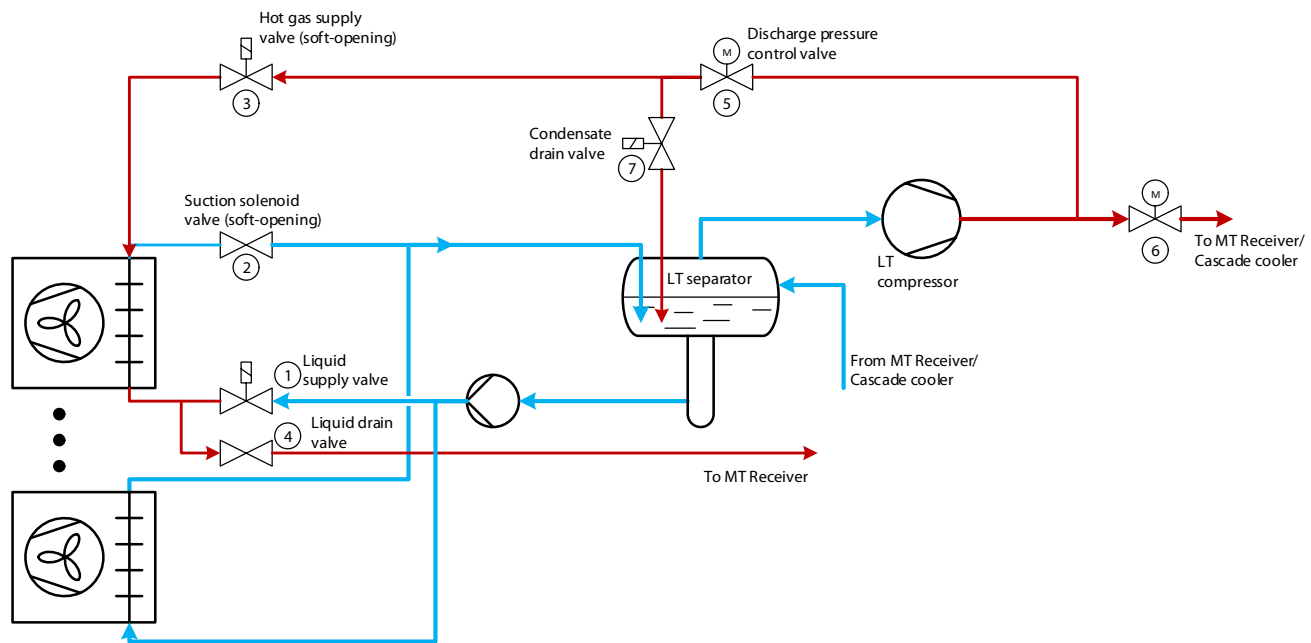 Hot gas supply
valve (soft-opening)
3
M
Discharge pressure
control valve
5
Condensate
drain valve
7
Suction solenoid
valve (soft-opening)
2
LT separator
LT
compressor
M
6
To MT Receiver/
Cascade cooler
From MT Receiver/
Cascade cooler
1
Liquid
supply valve
4
Liquid drain
valve
To MT Receiver